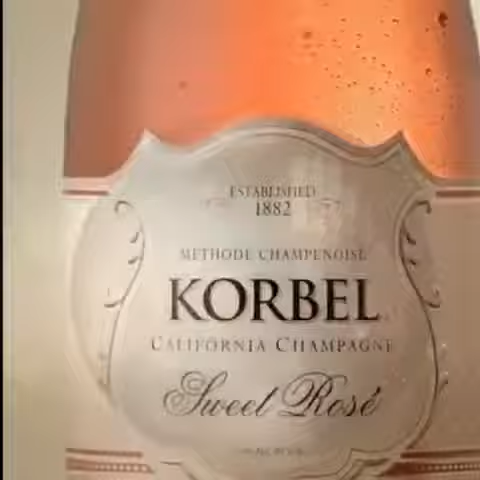 ESTABLISHED
1882
METHODE CHAMPENOISE
KORBEL
CALIFORNIA CHAMPAGNE
Sweet Rosé